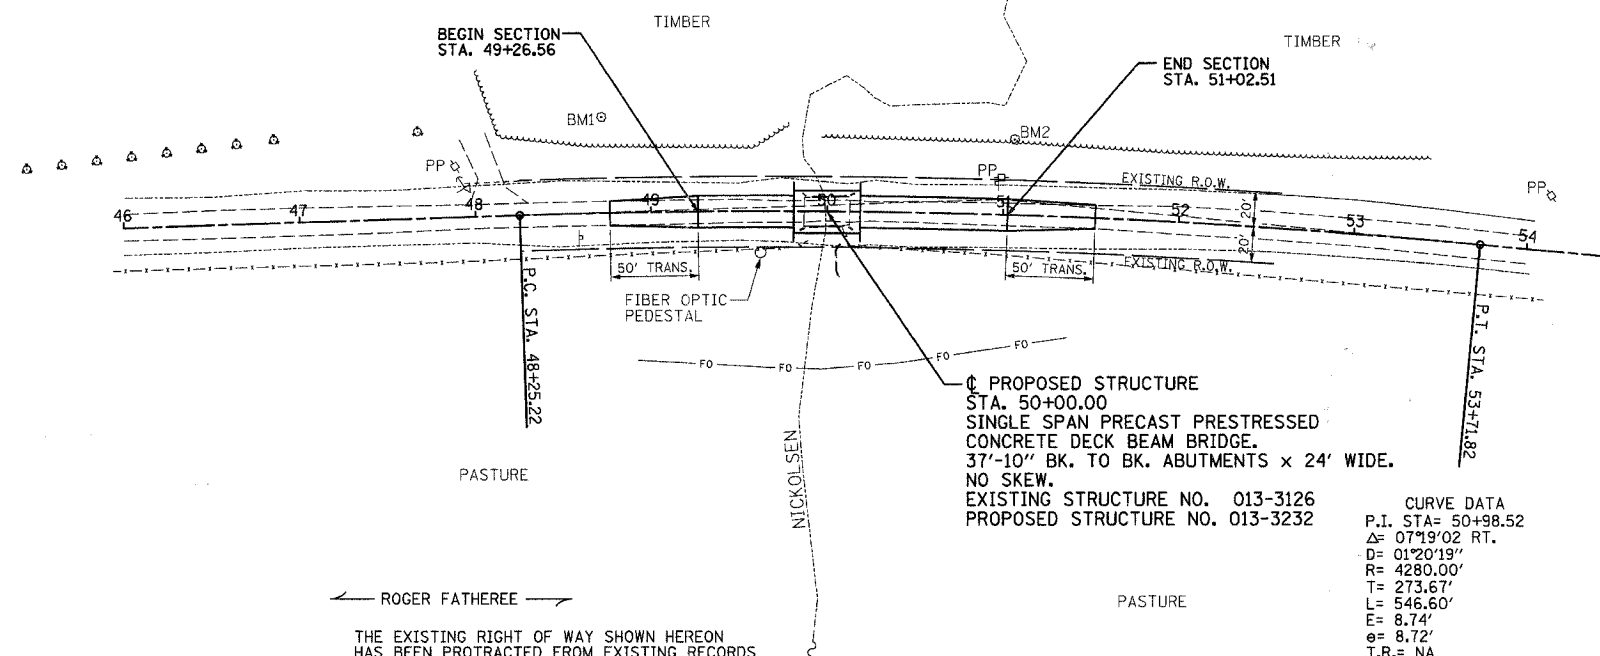 TIMBER
BEGIN SECTION
STA. 49+26.56
TIMBER
END SECTION
STA. 51+02.51
BM1
BM2
PP
PP
EXISTING R.O.W.
PP
46
47
48
49
50
51
52
53
54
20'
20'
50' TRANS.
50' TRANS.
EXISTING R.O.W.
P.C. STA. 48+25.22
FIBER OPTIC
PEDESTAL
P.T. STA. 53+71.82
FO
FO
FO
FO
FO
℄ PROPOSED STRUCTURE
STA. 50+00.00
SINGLE SPAN PRECAST PRESTRESSED
CONCRETE DECK BEAM BRIDGE.
37'-10" BK. TO BK. ABUTMENTS x 24' WIDE.
NO SKEW.
EXISTING STRUCTURE NO. 013-3126
PROPOSED STRUCTURE NO. 013-3232
PASTURE
NICKOLSEN
CURVE DATA
P.I. STA= 50+98.52
Δ= 07°19'02 RT.
D= 01°20'19"
R= 4280.00'
T= 273.67'
L= 546.60'
E= 8.74'
e= 8.72'
T.R.= NA
ROGER FATHEREE
PASTURE
THE EXISTING RIGHT OF WAY SHOWN HEREON
HAS BEEN PROTRACTED FROM EXISTING RECORDS